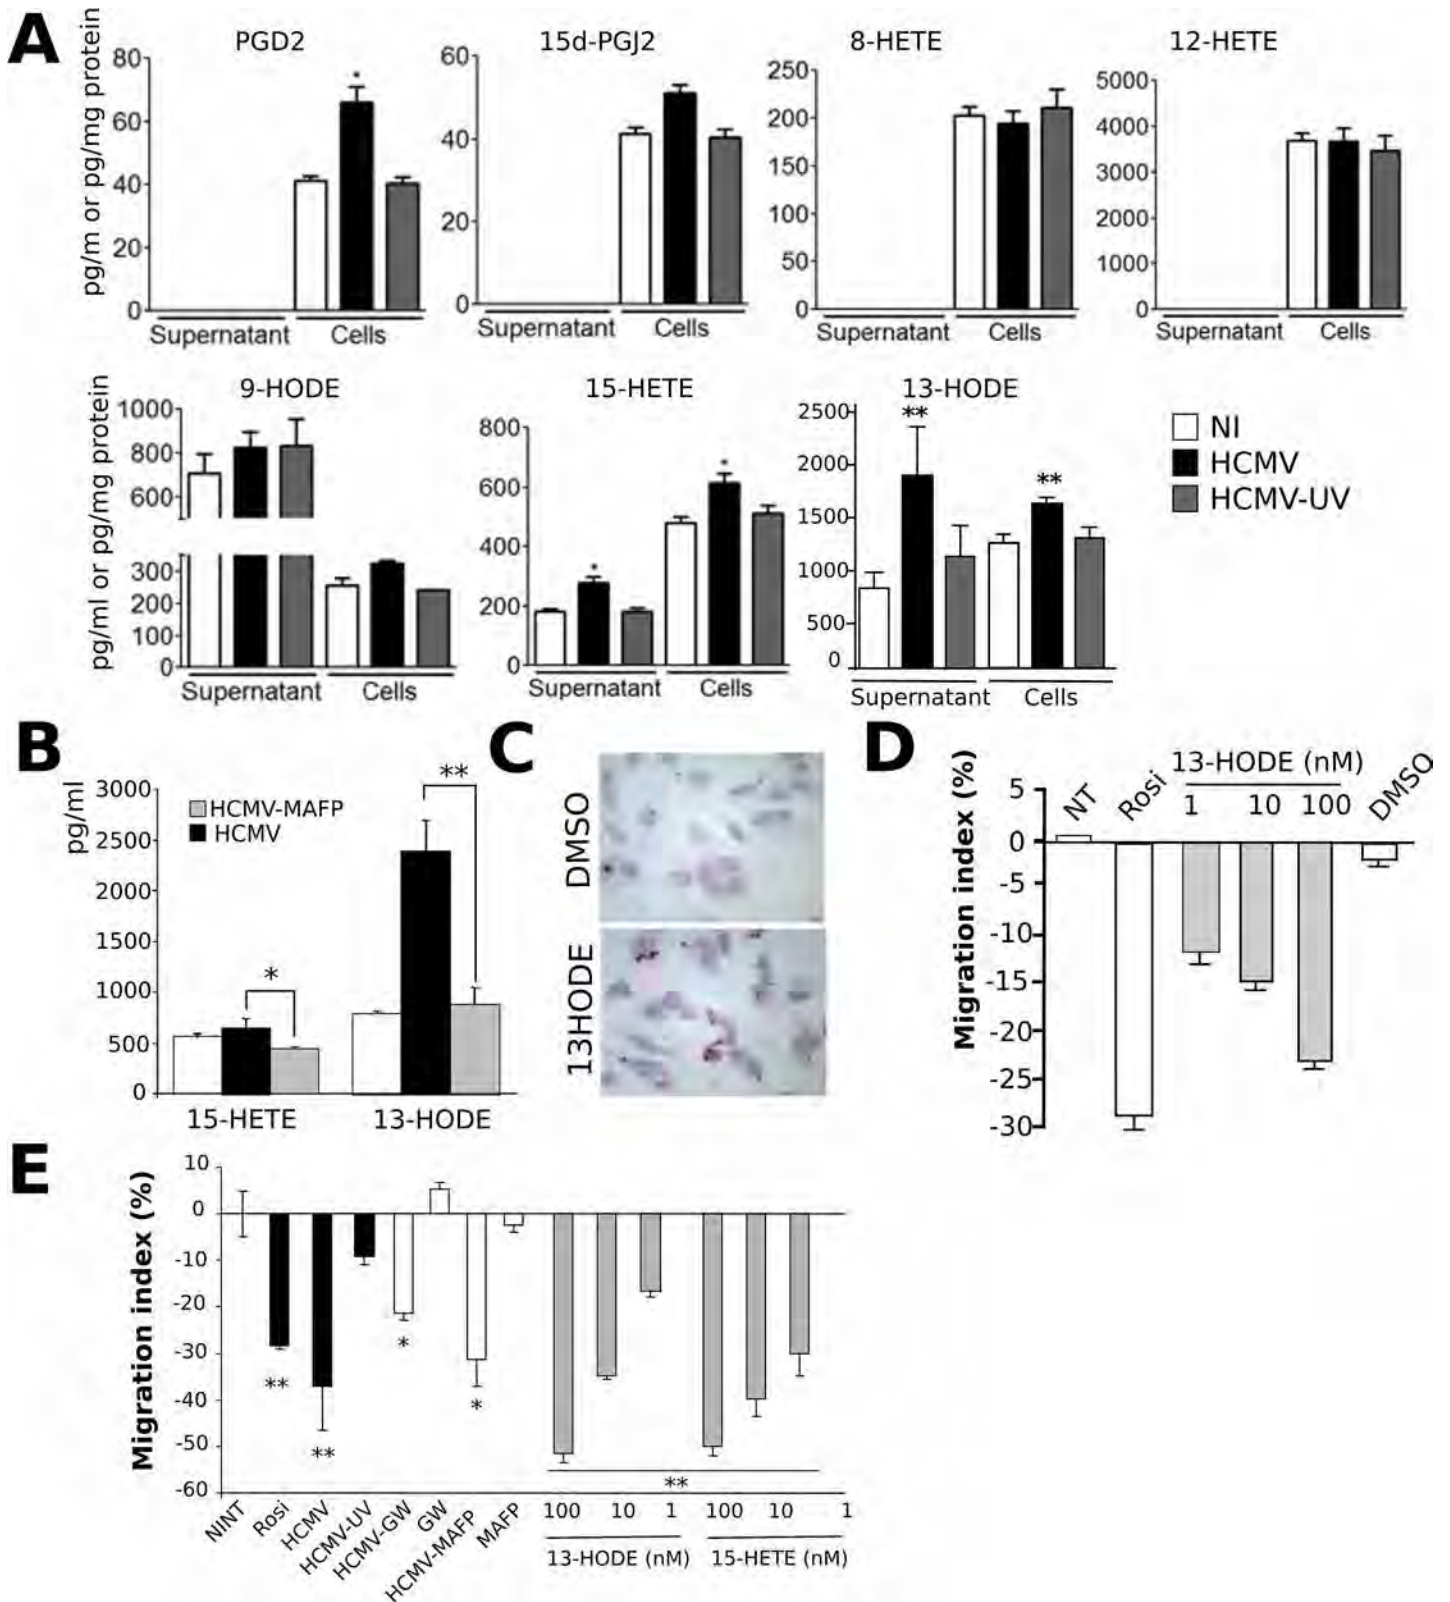 A
PGD2
15d-PGJ2
8-HETE
12-HETE
pg/m or pg/mg protein
80
60
40
20
0
Supernatant
Cells
60
40
20
0
Supernatant
Cells
250
200
150
100
50
0
Supernatant
Cells
5000
4000
3000
2000
1000
0
Supernatant
Cells
*
9-HODE
15-HETE
13-HODE
pg/ml or pg/mg protein
1000
800
600
300
200
100
0
Supernatant
Cells
800
600
400
200
0
*
*
Supernatant
Cells
2500
2000
1500
1000
500
0
**
**
Supernatant
Cells
NI
HCMV
HCMV-UV
B
pg/ml
3000
2500
2000
1500
1000
500
0
HCMV-MAFP
HCMV
*
**
15-HETE
13-HODE
C
DMSO
13HODE
D
Migration index (%)
5
0
-5
-10
-15
-20
-25
-30
NT
Rosi
13-HODE (nM)
1
10
100
DMSO
E
Migration index (%)
10
0
-10
-20
-30
-40
-50
-60
**
**
*
*
**
NINT
Rosi
HCMV
HCMV-UV
HCMV-GW
GW
HCMV-MAFP
MAFP
100
10
1
13-HODE (nM)
100
10
1
15-HETE (nM)